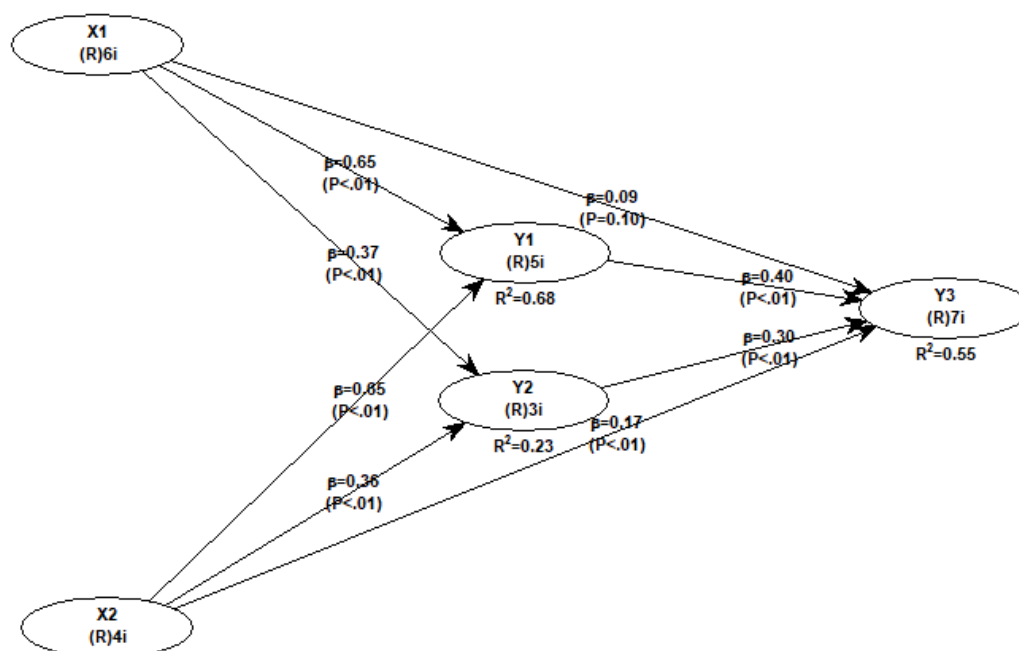 X1
(R)6i
β=0.65
(P<.01)
β=0.09
(P=0.10)
β=0.37
(P<.01)
Y1
(R)5i
R²=0.68
β=0.40
(P<.01)
Y3
(R)7i
R²=0.55
β=0.30
(P<.01)
β=0.65
(P<.01)
Y2
(R)3i
R²=0.23
β=0.17
(P<.01)
β=0.36
(P<.01)
X2
(R)4i